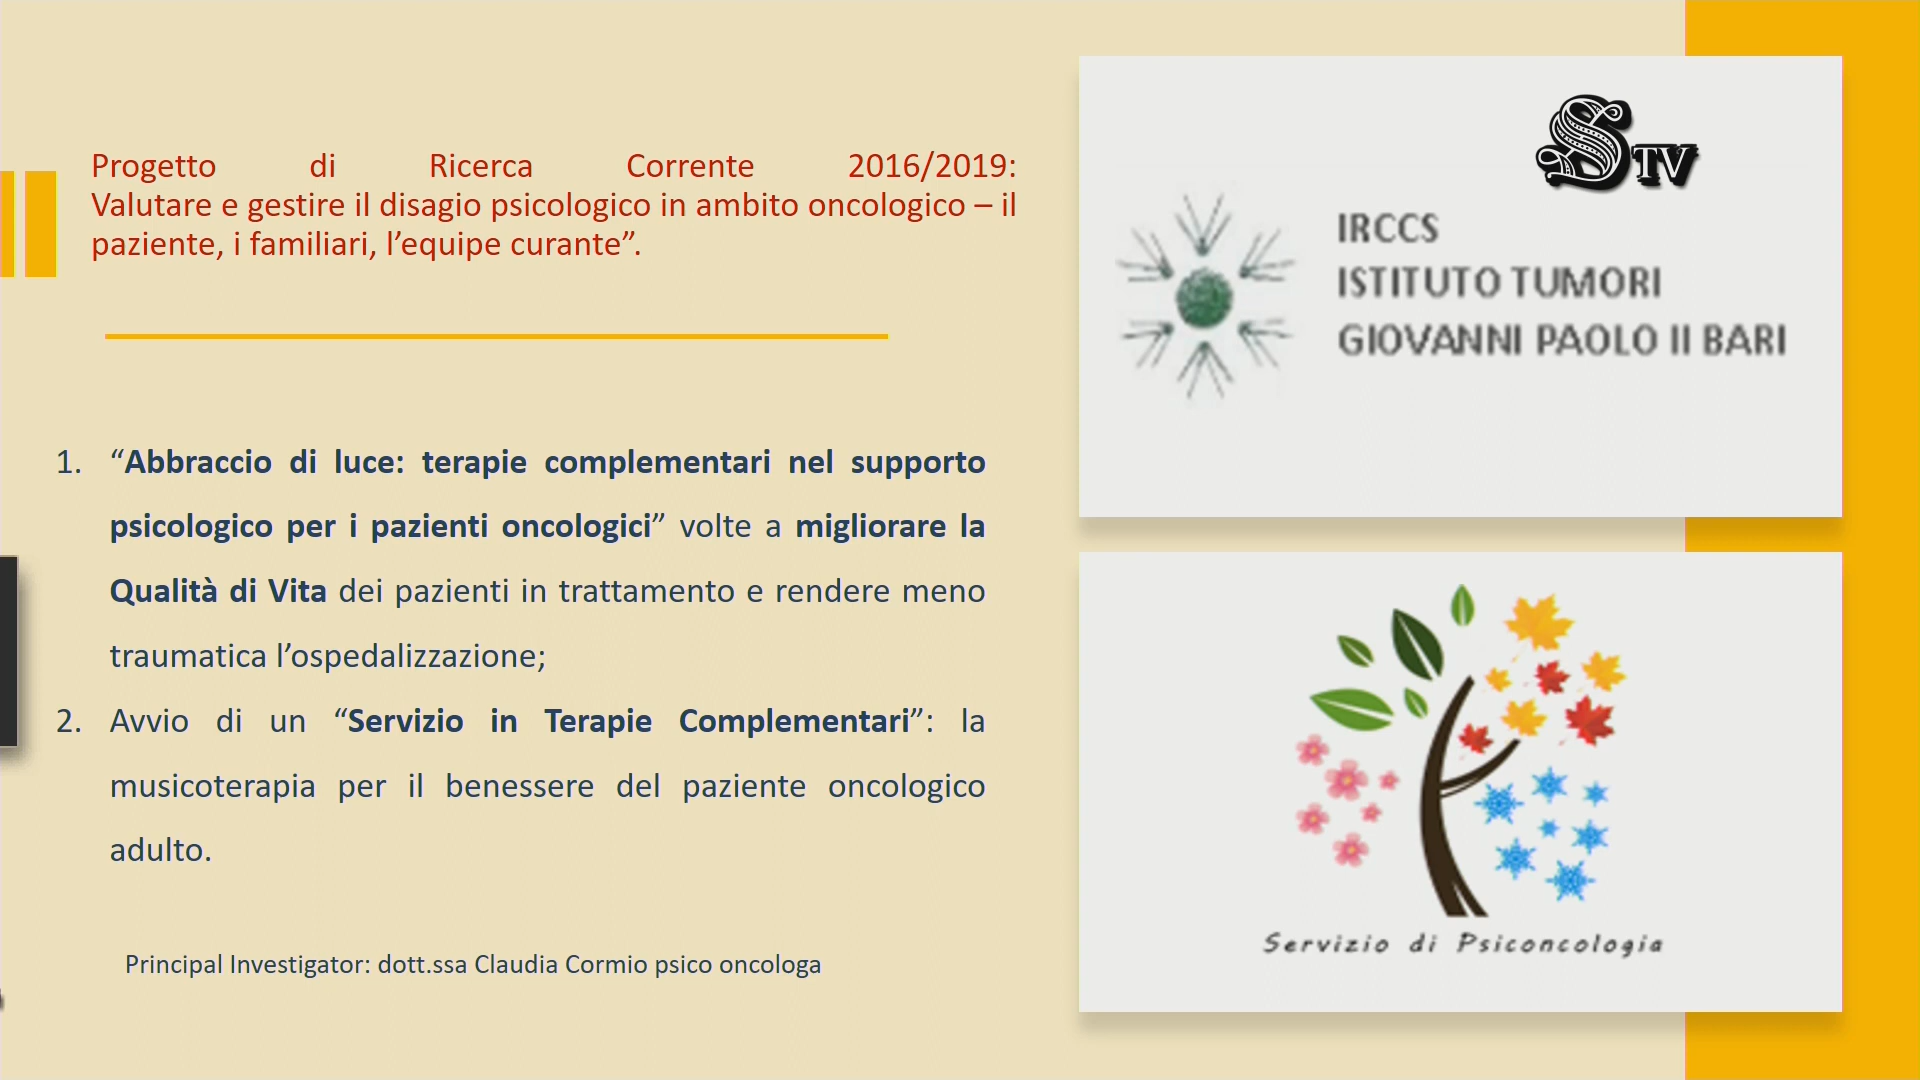 Progetto di Ricerca Corrente 2016/2019:
Valutare e gestire il disagio psicologico in ambito oncologico – il
paziente, i familiari, l’equipe curante”.
1. “Abbraccio di luce: terapie complementari nel supporto
psicologico per i pazienti oncologici” volte a migliorare la
Qualità di Vita dei pazienti in trattamento e rendere meno
traumatica l’ospedalizzazione;
2. Avvio di un “Servizio in Terapie Complementari”: la
musicoterapia per il benessere del paziente oncologico
adulto.
Principal Investigator: dott.ssa Claudia Cormio psico oncologa
STV
IRCCS
ISTITUTO TUMORI
GIOVANNI PAOLO II BARI
Servizio di Psiconcologia